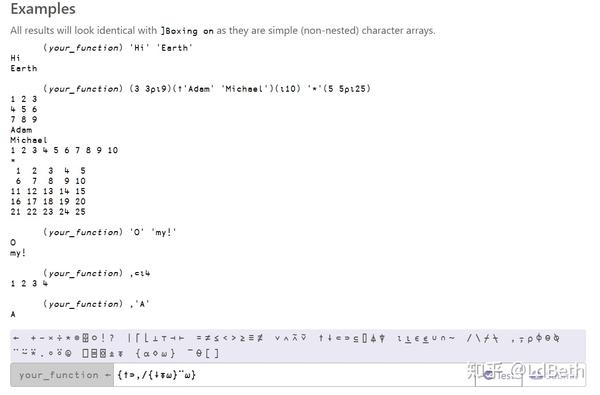 Examples
All results will look identical with ]Boxing on as they are simple (non-nested) character arrays.
(your_function) 'Hi' 'Earth'
Hi
Earth
(your_function) (3 3⍴⍳9)(↑'Adam' 'Michael')(⍳10) '*'(5 5⍴⍳25)
1 2 3
4 5 6
7 8 9
Adam
Michael
1 2 3 4 5 6 7 8 9 10
*
1 2 3 4 5
6 7 8 9 10
11 12 13 14 15
16 17 18 19 20
21 22 23 24 25
(your_function) 'O' 'my!'
O
my!
(your_function) ,⊂⍳4
1 2 3 4
(your_function) ,'A'
A
← + - × ÷ * ⍟ ⌹ ○ ! ? | ⌈ ⌊ ⊥ ⊤ ⊣ ⊢ = ≠ ≤ < > ≥ ≡ ≢ ∨ ∧ ⍲ ⍱ ↑ ↓ ⊂ ⊃ ⊆ ⌷ ⍋ ⍒ ⍳ ⍸ ∊ ⍷ ∪ ∩ ~ / \ ⌿ ⍀ , ⍪ ⍴ ⌽ ⊖ ⍉
¨ ⍨ ⍣ . ∘ ⍤ ⍥ ⎕ ⍠ ⌸ ⌺ ⍎ ⍕ { ⍺ ∇ ⍵ } ¯ ⍬ [ ]
your_function ← {↑⊃,/{↓⍕⍵}¨⍵}
Test
知乎 @LdBeth